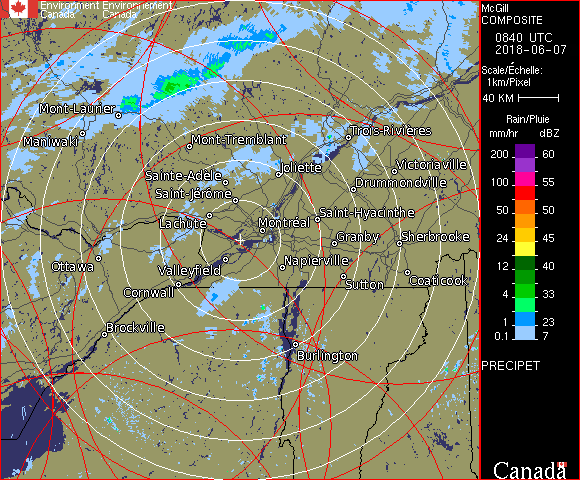 Environment Environnement
Canada Canada
McGill
COMPOSITE
0840 UTC
2018-06-07
Scale/Échelle:
1km/Pixel
40 KM
Rain/Pluie
mm/hr dBZ
200 60
100 55
50 50
24 45
12 40
4 33
1 23
0.1 7
PRECIPET
Canada
Mont-Laurier
Maniwaki
Mont-Tremblant
Trois-Rivières
Sainte-Adèle
Joliette
Victoriaville
Saint-Jérôme
Drummondville
Lachute
Montréal
Saint-Hyacinthe
Granby
Sherbrooke
Ottawa
Valleyfield
Napierville
Cornwall
Sutton
Coaticook
Brockville
Burlington